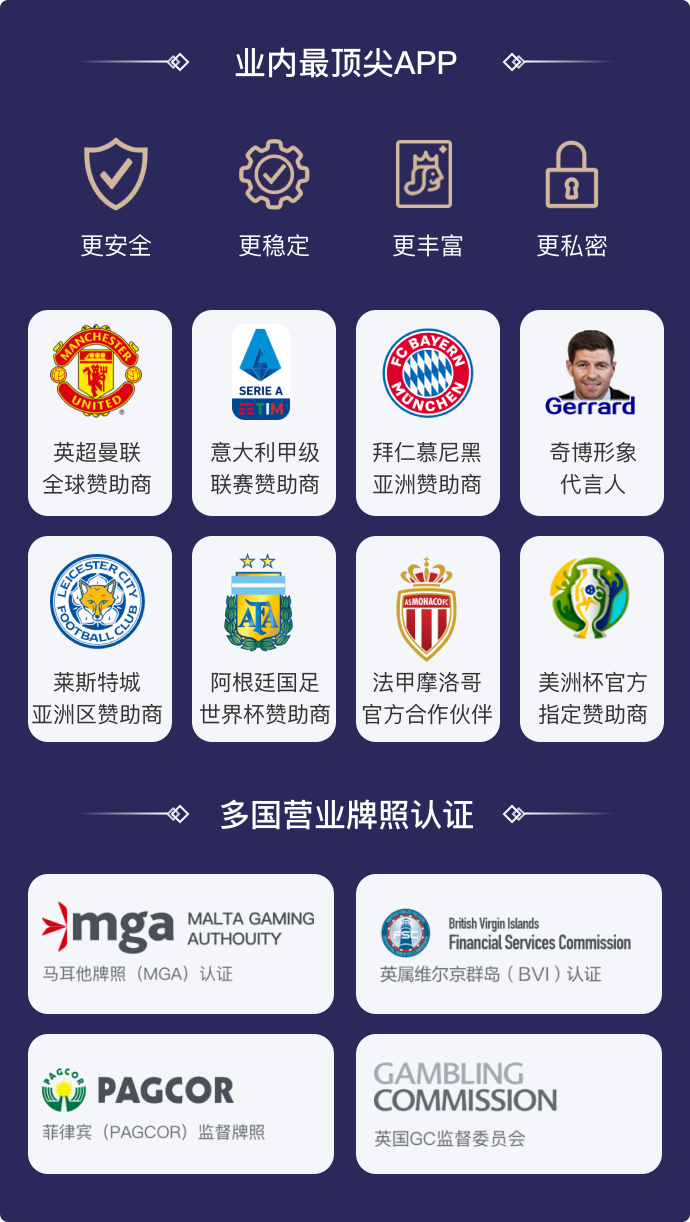 业内最顶尖APP
更安全
更稳定
更丰富
更私密
MANCHESTER
UNITED
英超曼联
全球赞助商
SERIE A
TIM
意大利甲级
联赛赞助商
FC BAYERN
MÜNCHEN
拜仁慕尼黑
亚洲赞助商
Gerrard
奇博形象
代言人
LEICESTER CITY
FOOTBALL CLUB
莱斯特城
亚洲区赞助商
AFA
阿根廷国足
世界杯赞助商
AS MONACO FC
法甲摩洛哥
官方合作伙伴
美洲杯官方
指定赞助商
多国营业牌照认证
mga
MALTA GAMING
AUTHOUITY
马耳他牌照（MGA）认证
FSC
British Virgin Islands
Financial Services Commission
英属维尔京群岛（BVI）认证
PAGCOR
PAGCOR
菲律宾（PAGCOR）监督牌照
GAMBLING
COMMISSION
英国GC监督委员会